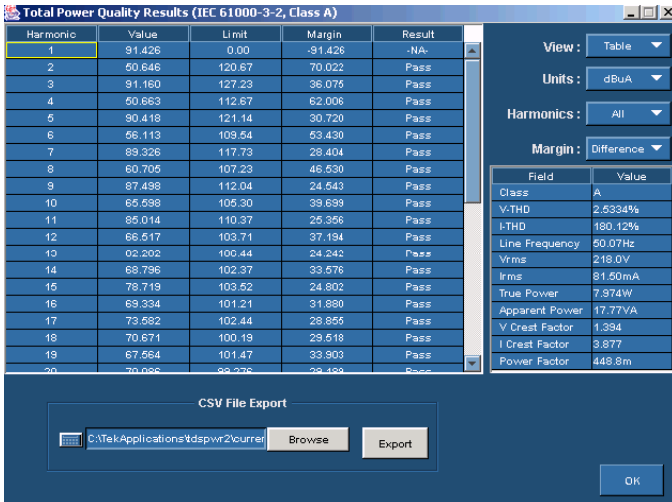 Total Power Quality Results (IEC 61000-3-2, Class A)
Harmonic Value Limit Margin Result
1 91.426 0.00 -91.426 -NA-
2 50.646 120.67 70.022 Pass
3 91.160 127.23 36.075 Pass
4 50.663 112.67 62.006 Pass
5 90.418 121.14 30.720 Pass
6 56.113 109.54 53.430 Pass
7 89.326 117.73 28.404 Pass
8 60.705 107.23 46.530 Pass
9 87.498 112.04 24.543 Pass
10 65.598 105.30 39.699 Pass
11 85.014 110.37 25.356 Pass
12 66.517 103.71 37.194 Pass
13 82.202 106.44 24.242 Pass
14 68.796 102.37 33.576 Pass
15 78.719 103.52 24.802 Pass
16 69.334 101.21 31.880 Pass
17 73.582 102.44 28.855 Pass
18 70.671 100.19 29.518 Pass
19 67.564 101.47 33.903 Pass
20 70.086 99.276 29.189 Pass
View : Table
Units : dBuA
Harmonics : All
Margin : Difference
Field Value
Class A
V-THD 2.5334%
I-THD 180.12%
Line Frequency 50.07Hz
Vrms 218.0V
Irms 81.50mA
True Power 7.974W
Apparent Power 17.77VA
V Crest Factor 1.394
I Crest Factor 3.877
Power Factor 448.8m
CSV File Export
C:\TekApplications\tdspwr2\currer
Browse
Export
OK